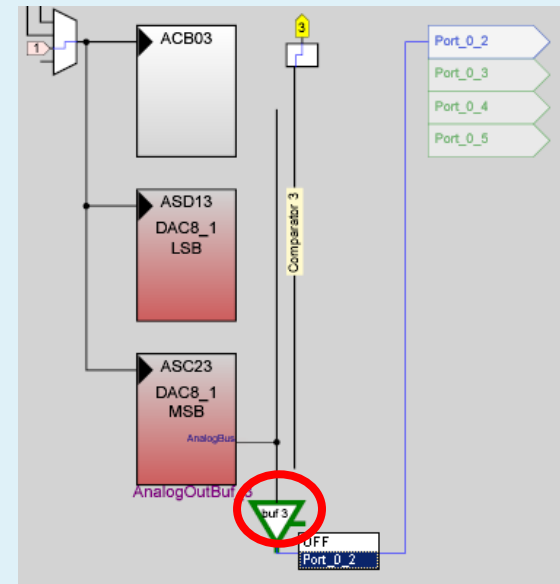 1
ACB03
3
Port_0_2
Port_0_3
Port_0_4
Port_0_5
ASD13
DAC8_1
LSB
Comparator 3
ASC23
DAC8_1
MSB
AnalogBus
AnalogOutBuf_3
buf 3
OFF
Port_0_2